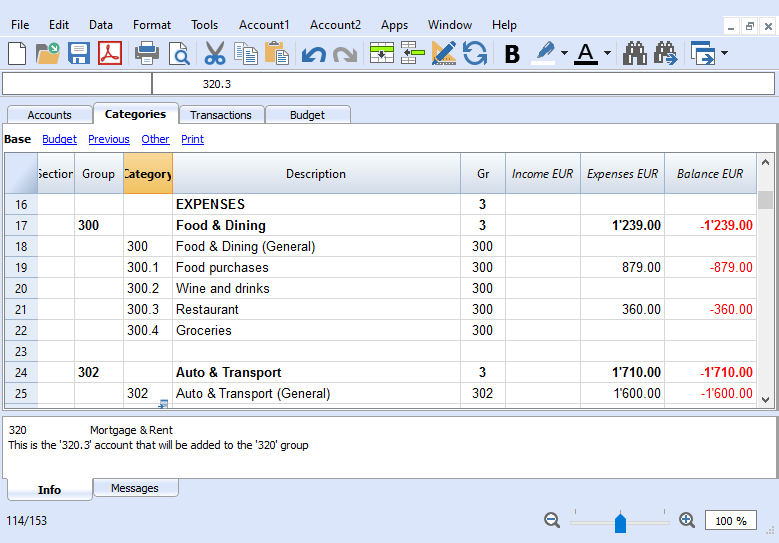 File Edit Data Format Tools Account1 Account2 Apps Window Help
B A
320.3
Accounts Categories Transactions Budget
Base Budget Previous Other Print
Section Group Category Description Gr Income EUR Expenses EUR Balance EUR
16 EXPENSES 3
17 300 Food & Dining 3 1'239.00 -1'239.00
18 300 Food & Dining (General) 300
19 300.1 Food purchases 300 879.00 -879.00
20 300.2 Wine and drinks 300
21 300.3 Restaurant 300 360.00 -360.00
22 300.4 Groceries 300
23
24 302 Auto & Transport 3 1'710.00 -1'710.00
25 302 Auto & Transport (General) 302 1'600.00 -1'600.00
320 Mortgage & Rent
This is the '320.3' account that will be added to the '320' group
Info Messages
114/153 100 %